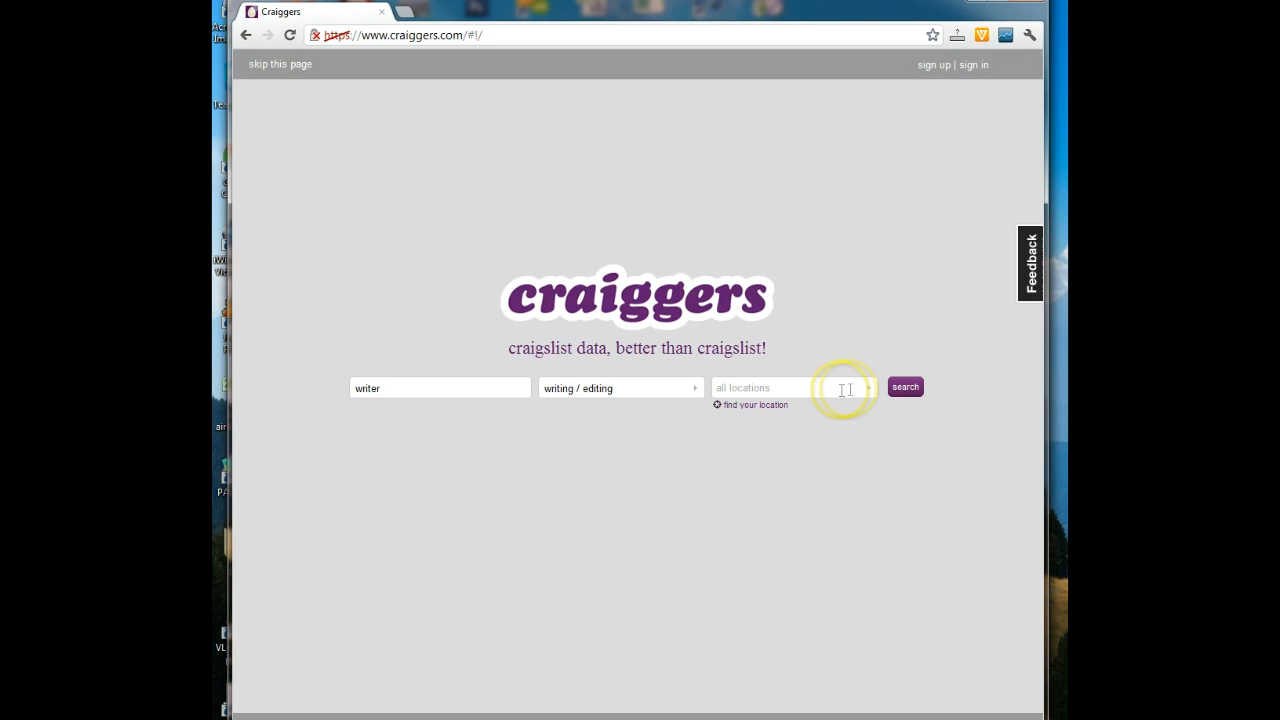 Craiggers
https://www.craiggers.com/#!/
skip this page
sign up | sign in
Feedback
craiggers
craigslist data, better than craigslist!
writer
writing / editing
all locations
search
find your location